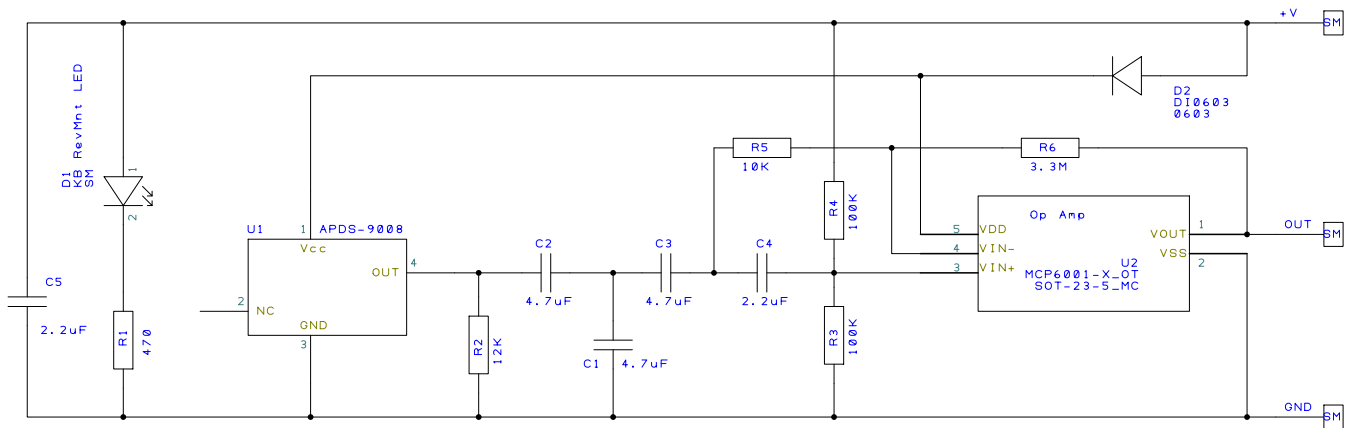 +V
SM
D1
KB RevMnt LED
SM
1
2
D2
DI0603
0603
R5
10K
R6
3.3M
R4
100K
Op Amp
5 VDD
4 VIN-
3 VIN+
VOUT 1
VSS 2
U2
MCP6001-X_OT
SOT-23-5_MC
OUT
SM
U1
1 APDS-9008
Vcc
OUT 4
2 NC
GND
3
C2
4.7uF
C3
4.7uF
C4
2.2uF
C5
2.2uF
R1
470
R2
12K
C1 4.7uF
R3
100K
GND
SM